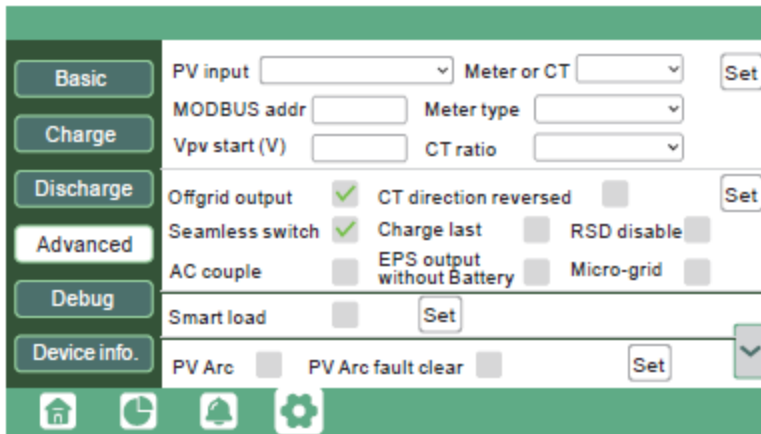 Basic
Charge
Discharge
Advanced
Debug
Device info.
PV input Meter or CT Set
MODBUS addr Meter type
Vpv start (V) CT ratio
Offgrid output CT direction reversed Set
Seamless switch Charge last RSD disable
AC couple EPS output without Battery Micro-grid
Smart load Set
PV Arc PV Arc fault clear Set